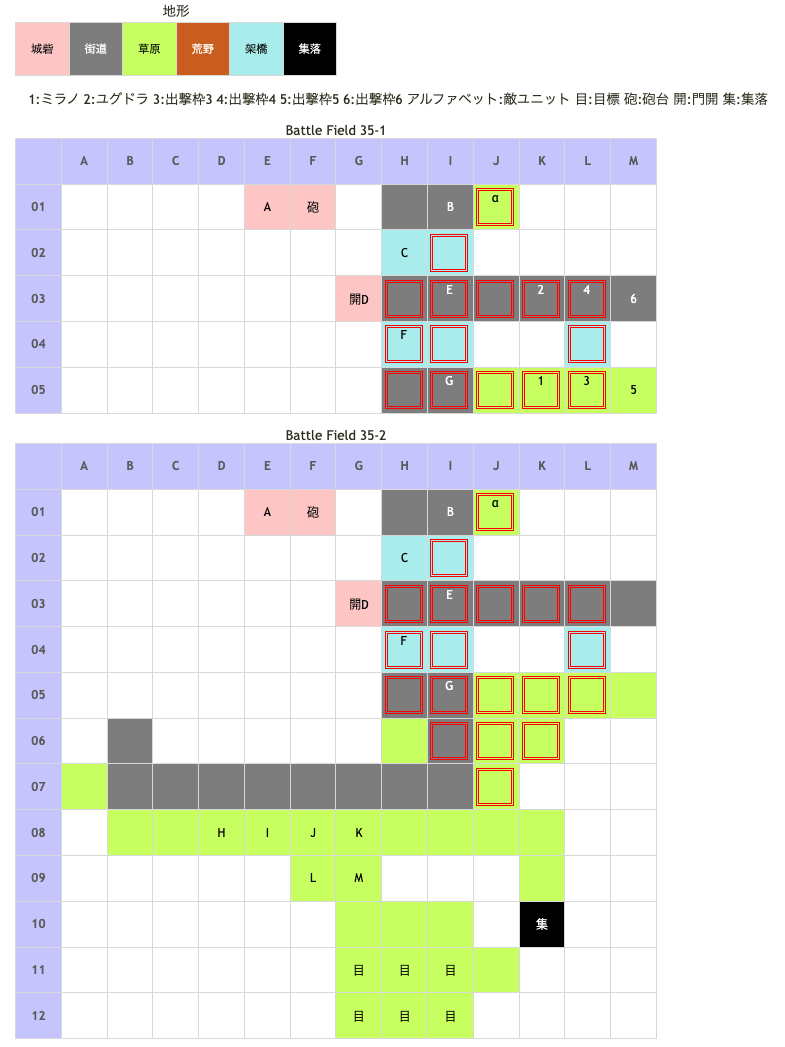 地形
城砦 街道 草原 荒野 架橋 集落
1:ミラノ 2:ユグドラ 3:出撃枠3 4:出撃枠4 5:出撃枠5 6:出撃枠6 アルファベット:敵ユニット 目:目標 砲:砲台 開:門開 集:集落
Battle Field 35-1
A B C D E F G H I J K L M
01 A 砲 B α
02 C
03 開D E 2 4 6
04 F
05 G 1 3 5
Battle Field 35-2
A B C D E F G H I J K L M
01 A 砲 B α
02 C
03 開D E
04 F
05 G
06
07
08 H I J K
09 L M
10 集
11 目 目 目
12 目 目 目